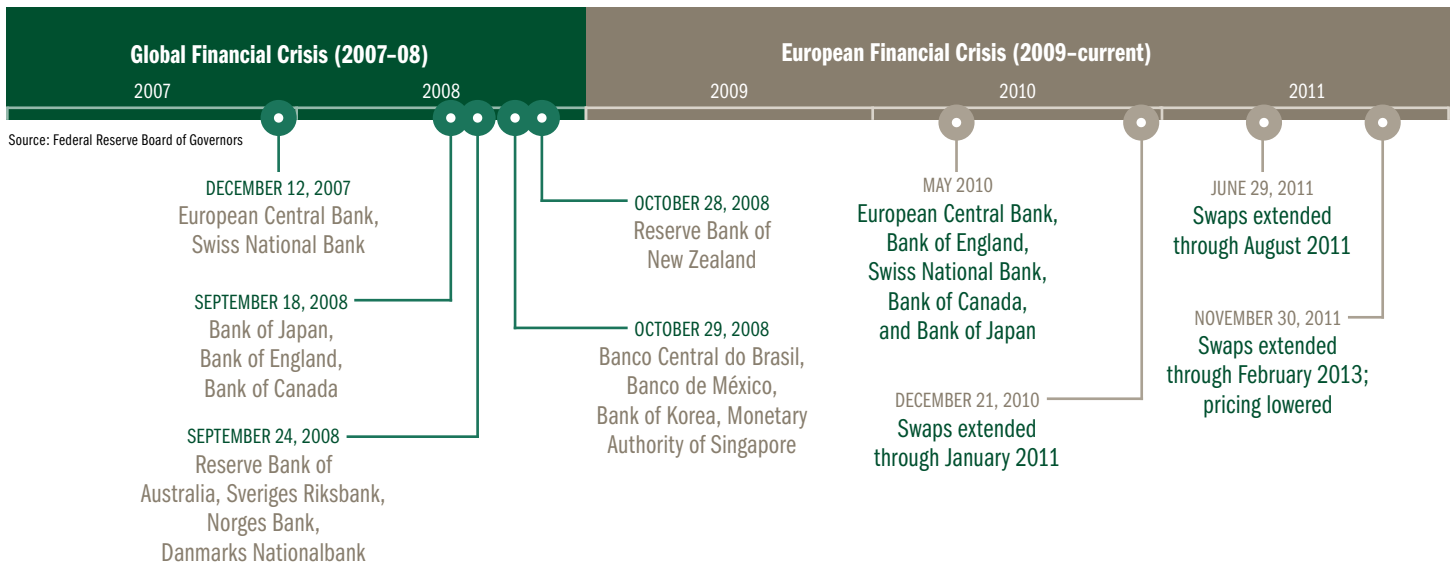 Global Financial Crisis (2007–08)
European Financial Crisis (2009–current)
2007
2008
2009
2010
2011
Source: Federal Reserve Board of Governors
DECEMBER 12, 2007
European Central Bank,
Swiss National Bank
SEPTEMBER 18, 2008
Bank of Japan,
Bank of England,
Bank of Canada
SEPTEMBER 24, 2008
Reserve Bank of
Australia, Sveriges Riksbank,
Norges Bank,
Danmarks Nationalbank
OCTOBER 28, 2008
Reserve Bank of
New Zealand
OCTOBER 29, 2008
Banco Central do Brasil,
Banco de México,
Bank of Korea, Monetary
Authority of Singapore
MAY 2010
European Central Bank,
Bank of England,
Swiss National Bank,
Bank of Canada,
and Bank of Japan
DECEMBER 21, 2010
Swaps extended
through January 2011
JUNE 29, 2011
Swaps extended
through August 2011
NOVEMBER 30, 2011
Swaps extended
through February 2013;
pricing lowered